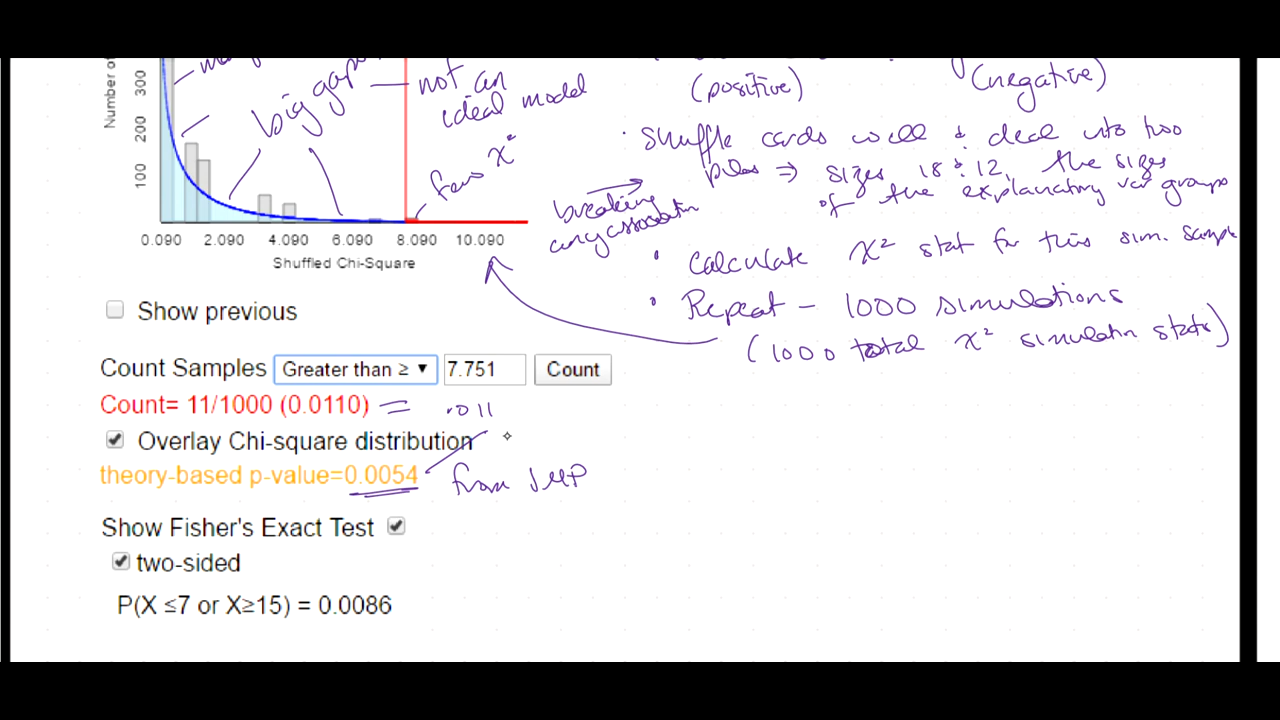 Number of
300
200
100
big gaps
not an
ideal model
few χ²
0.090 2.090 4.090 6.090 8.090 10.090
Shuffled Chi-Square
(positive) (negative)
· Shuffle cards well & deal into two
piles ⇒ sizes 18 & 12, the sizes
of the explanatory var groups
breaking
any association
· Calculate χ² stat for this sim. sample
· Repeat – 1000 simulations
(1000 total χ² simulation stats)
Show previous
Count Samples Greater than ≥ 7.751 Count
Count= 11/1000 (0.0110) = .011
Overlay Chi-square distribution
theory-based p-value=0.0054 from JMP
Show Fisher's Exact Test
two-sided
P(X ≤7 or X≥15) = 0.0086